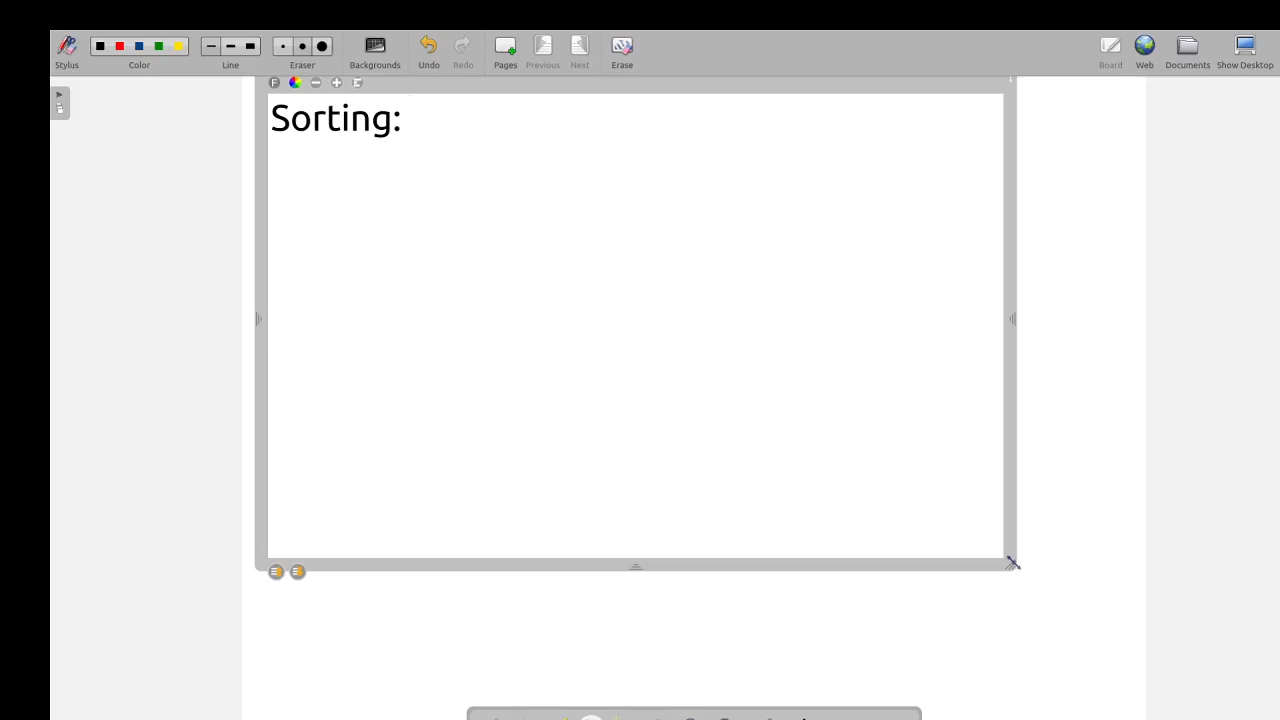 Stylus Color Line Eraser Backgrounds Undo Redo Pages Previous Next Erase Board Web Documents Show Desktop
F
Sorting: